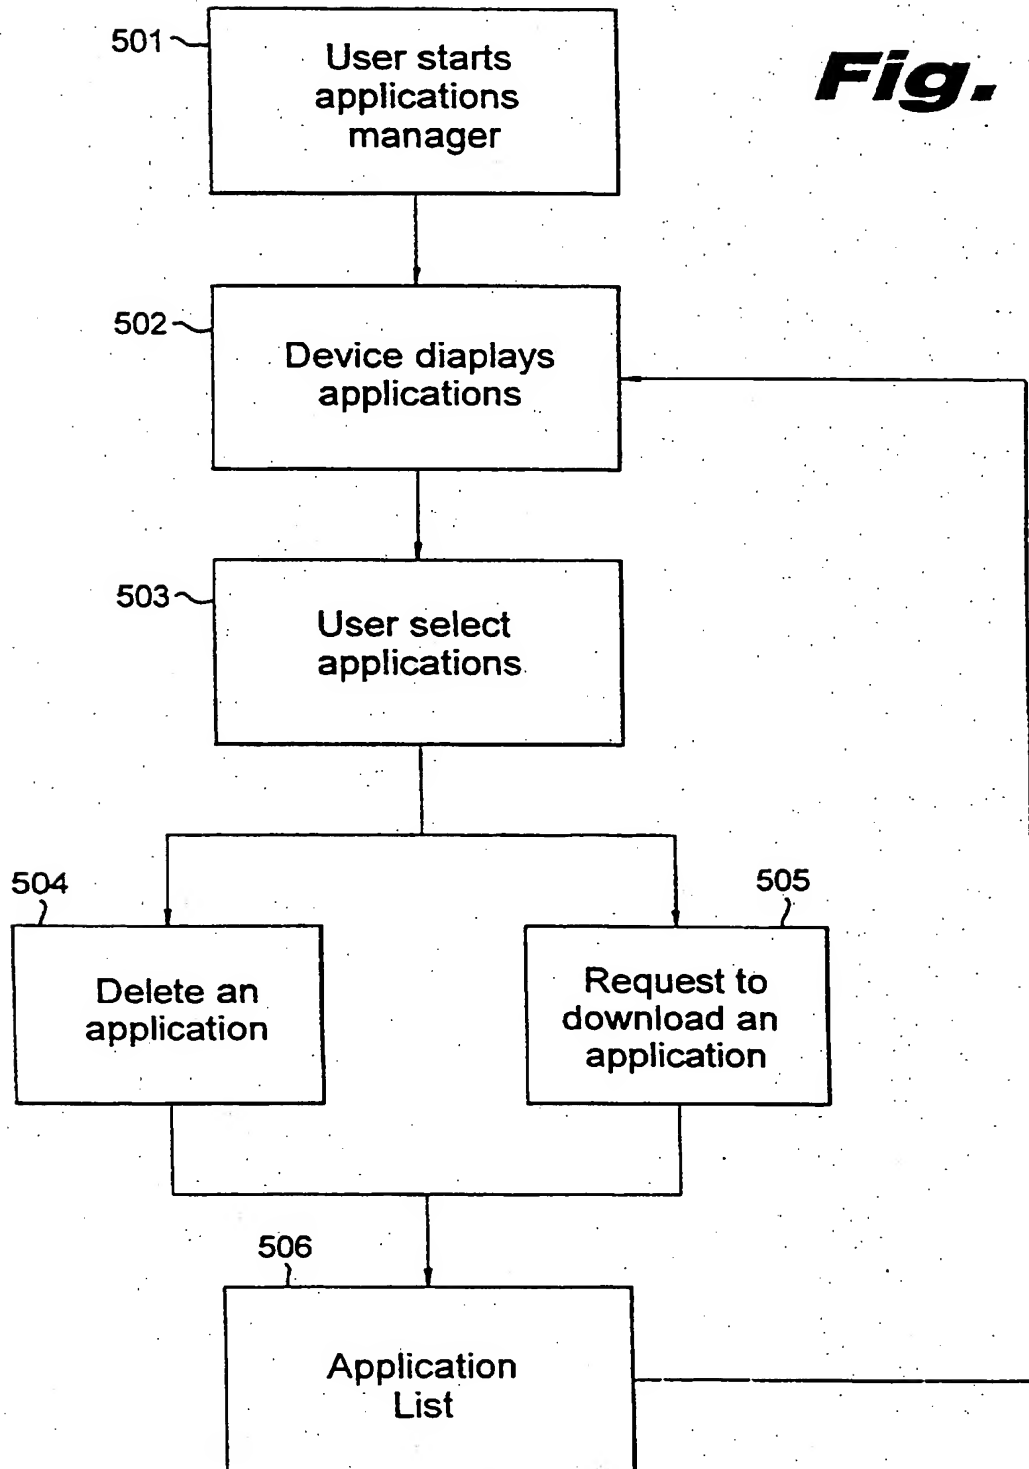 501
User starts
applications
manager
Fig.
502
Device diaplays
applications
503
User select
applications
504
Delete an
application
505
Request to
download an
application
506
Application
List